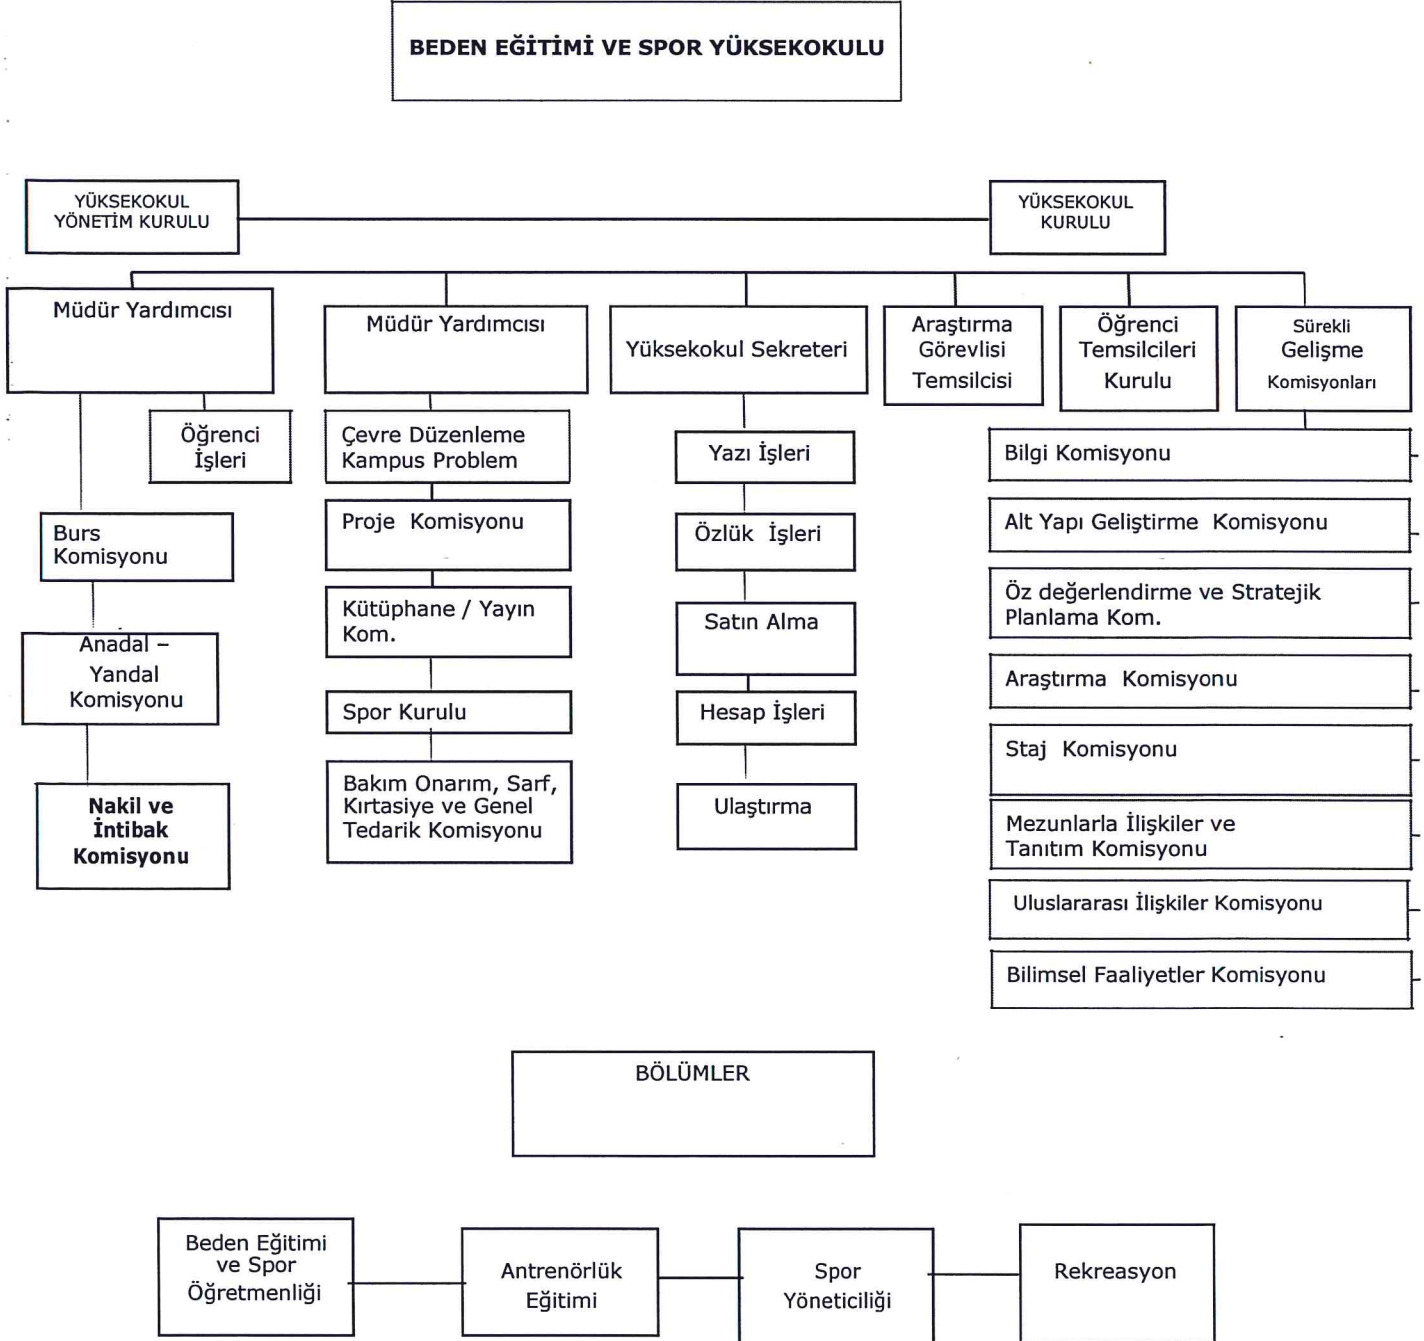 BEDEN EĞİTİMİ VE SPOR YÜKSEKOKULU
YÜKSEKOKUL
YÖNETİM KURULU
YÜKSEKOKUL
KURULU
Müdür Yardımcısı
Müdür Yardımcısı
Yüksekokul Sekreteri
Araştırma
Görevlisi
Temsilcisi
Öğrenci
Temsilcileri
Kurulu
Sürekli
Gelişme
Komisyonları
Öğrenci
İşleri
Burs
Komisyonu
Anadal –
Yandal
Komisyonu
Nakil ve
İntibak
Komisyonu
Çevre Düzenleme
Kampus Problem
Proje Komisyonu
Kütüphane / Yayın
Kom.
Spor Kurulu
Bakım Onarım, Sarf,
Kırtasiye ve Genel
Tedarik Komisyonu
Yazı İşleri
Özlük İşleri
Satın Alma
Hesap İşleri
Ulaştırma
Bilgi Komisyonu
Alt Yapı Geliştirme Komisyonu
Öz değerlendirme ve Stratejik
Planlama Kom.
Araştırma Komisyonu
Staj Komisyonu
Mezunlarla İlişkiler ve
Tanıtım Komisyonu
Uluslararası İlişkiler Komisyonu
Bilimsel Faaliyetler Komisyonu
BÖLÜMLER
Beden Eğitimi
ve Spor
Öğretmenliği
Antrenörlük
Eğitimi
Spor
Yöneticiliği
Rekreasyon